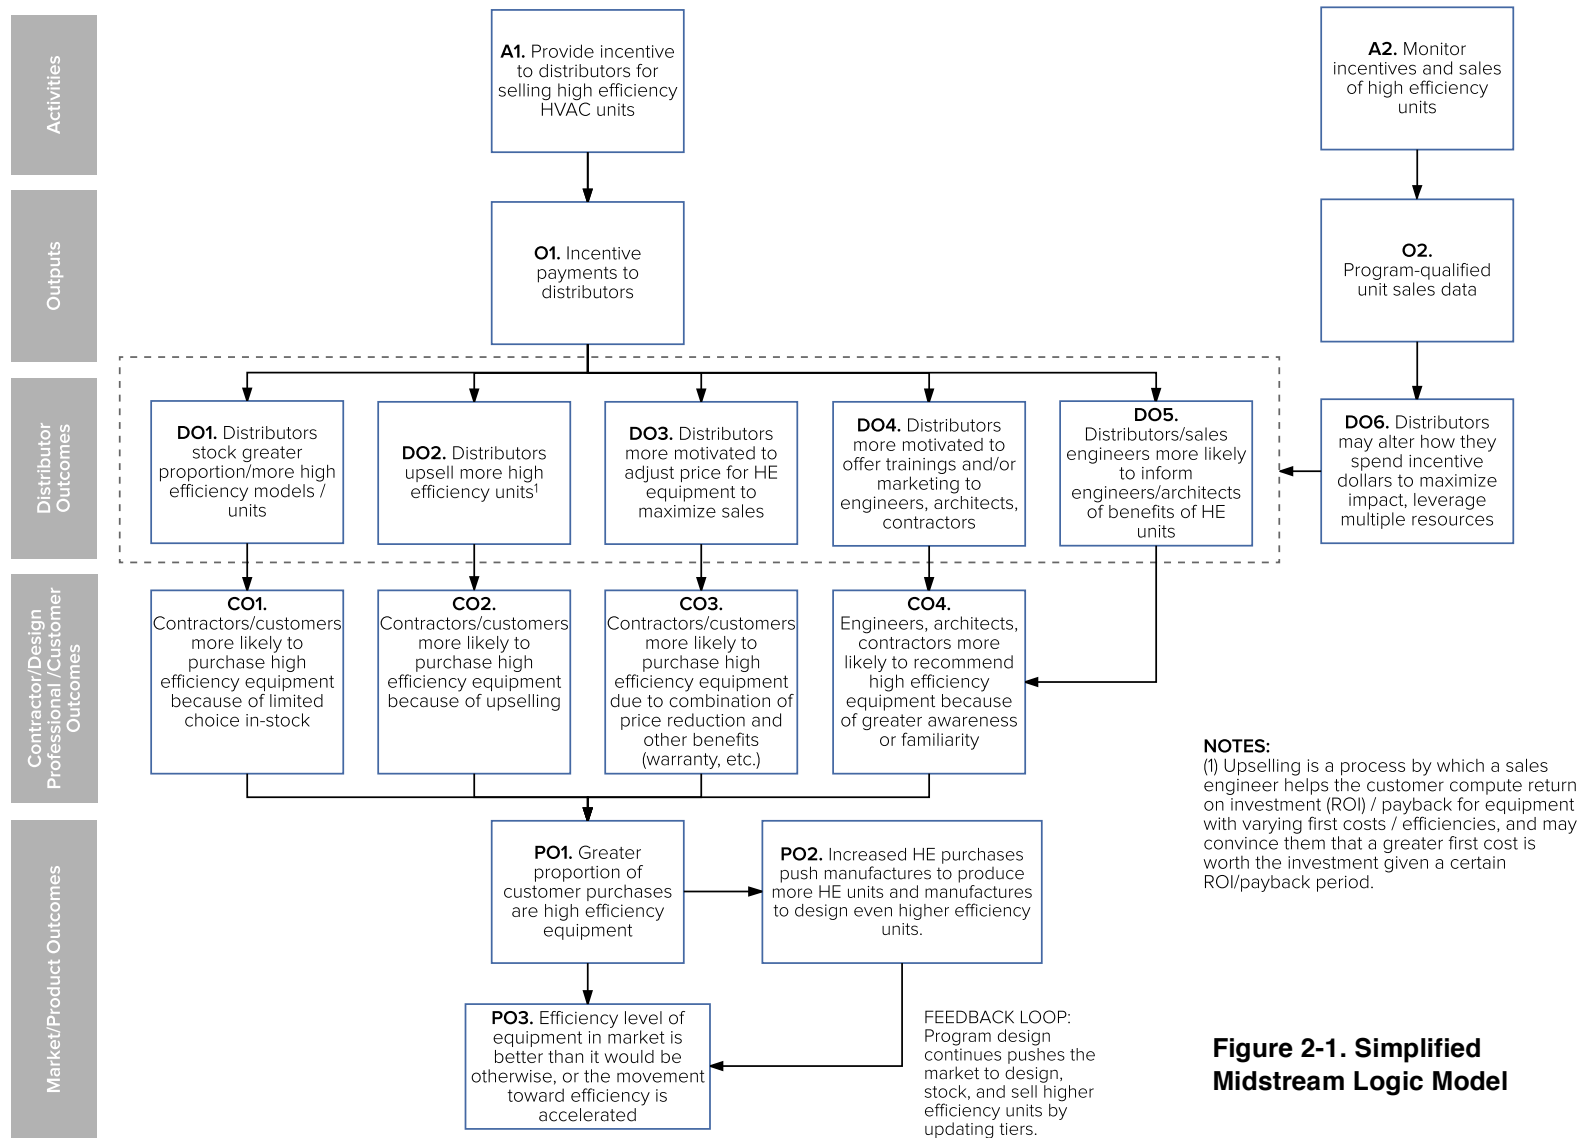 Activities
A1. Provide incentive
to distributors for
selling high efficiency
HVAC units
A2. Monitor
incentives and sales
of high efficiency
units
Outputs
O1. Incentive
payments to
distributors
O2.
Program-qualified
unit sales data
Distributor
Outcomes
DO1. Distributors
stock greater
proportion/more high
efficiency models /
units
DO2. Distributors
upsell more high
efficiency units¹
DO3. Distributors
more motivated to
adjust price for HE
equipment to
maximize sales
DO4. Distributors
more motivated to
offer trainings and/or
marketing to
engineers, architects,
contractors
DO5.
Distributors/sales
engineers more likely
to inform
engineers/architects
of benefits of HE
units
DO6. Distributors
may alter how they
spend incentive
dollars to maximize
impact, leverage
multiple resources
Contractor/Design
Professional /Customer
Outcomes
CO1.
Contractors/customers
more likely to
purchase high
efficiency equipment
because of limited
choice in-stock
CO2.
Contractors/customers
more likely to
purchase high
efficiency equipment
because of upselling
CO3.
Contractors/customers
more likely to
purchase high
efficiency equipment
due to combination of
price reduction and
other benefits
(warranty, etc.)
CO4.
Engineers, architects,
contractors more
likely to recommend
high efficiency
equipment because
of greater awareness
or familiarity
NOTES:
(1) Upselling is a process by which a sales
engineer helps the customer compute return
on investment (ROI) / payback for equipment
with varying first costs / efficiencies, and may
convince them that a greater first cost is
worth the investment given a certain
ROI/payback period.
Market/Product Outcomes
PO1. Greater
proportion of
customer purchases
are high efficiency
equipment
PO2. Increased HE purchases
push manufactures to produce
more HE units and manufactures
to design even higher efficiency
units.
PO3. Efficiency level of
equipment in market is
better than it would be
otherwise, or the movement
toward efficiency is
accelerated
FEEDBACK LOOP:
Program design
continues pushes the
market to design,
stock, and sell higher
efficiency units by
updating tiers.
Figure 2-1. Simplified
Midstream Logic Model